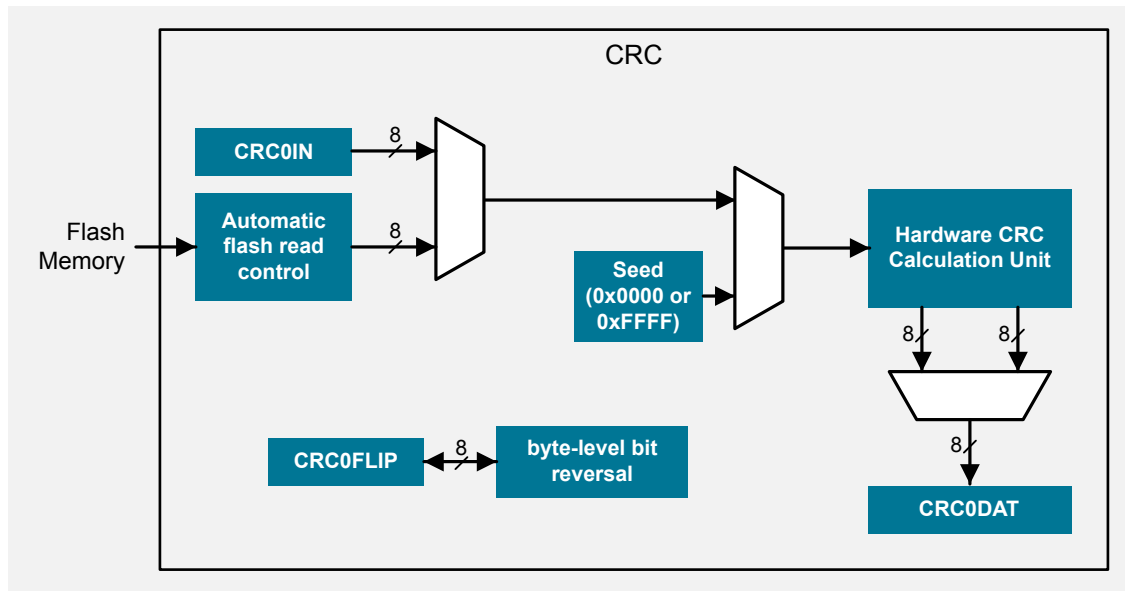 CRC
CRC0IN
8
Flash
Memory
Automatic
flash read
control
8
Seed
(0x0000 or
0xFFFF)
Hardware CRC
Calculation Unit
8
8
8
CRC0DAT
CRC0FLIP
8
byte-level bit
reversal